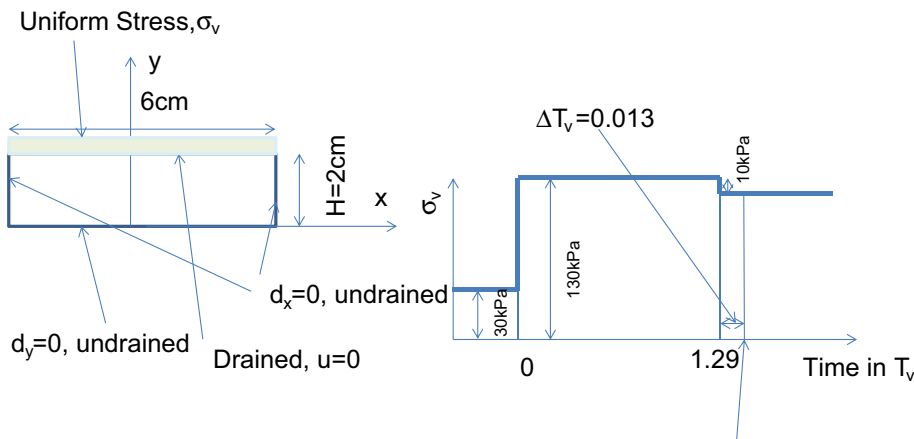 Uniform Stress,σv
y
6cm
H=2cm
x
dx=0, undrained
dy=0, undrained
Drained, u=0
ΔTv=0.013
10kPa
σv
130kPa
30kPa
0
1.29
Time in Tv